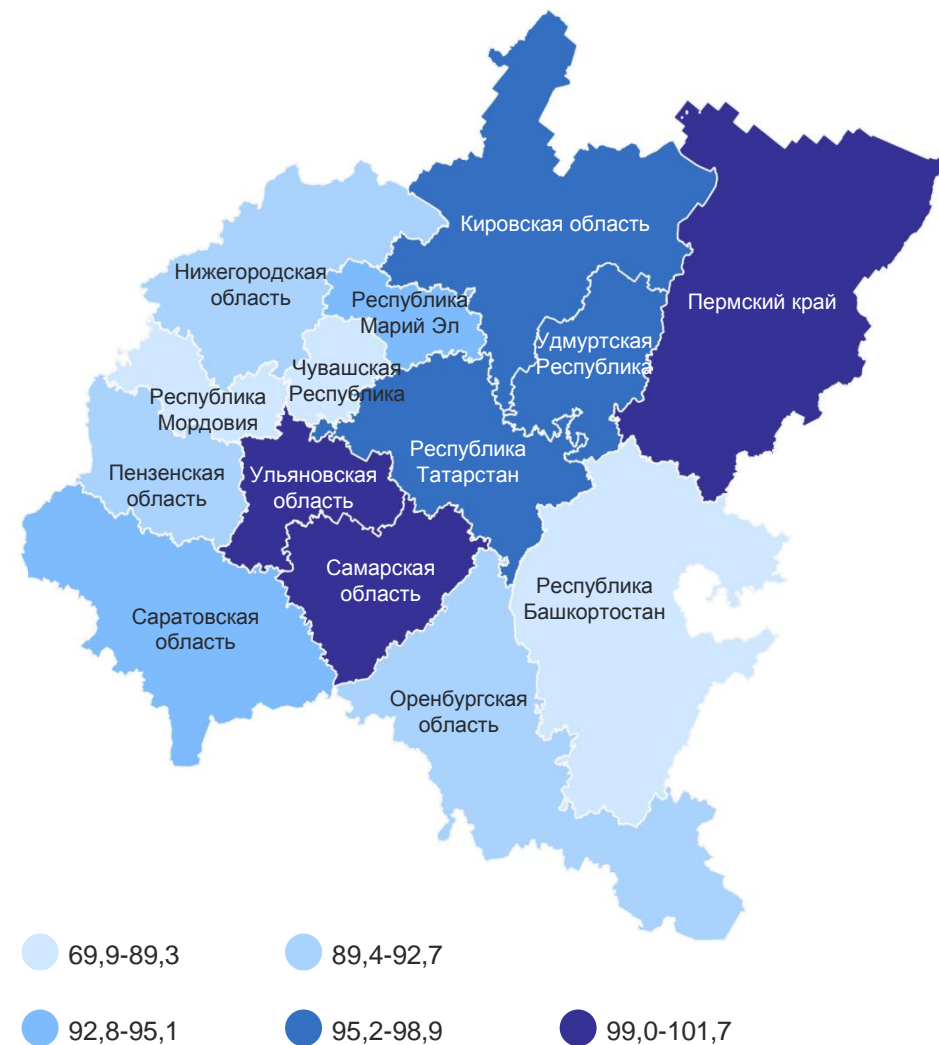 Кировская область
Нижегородская
область
Республика
Марий Эл
Пермский край
Удмуртская
Республика
Чувашская
Республика
Республика
Мордовия
Республика
Татарстан
Пензенская
область
Ульяновская
область
Самарская
область
Республика
Башкортостан
Саратовская
область
Оренбургская
область
69,9-89,3
89,4-92,7
92,8-95,1
95,2-98,9
99,0-101,7